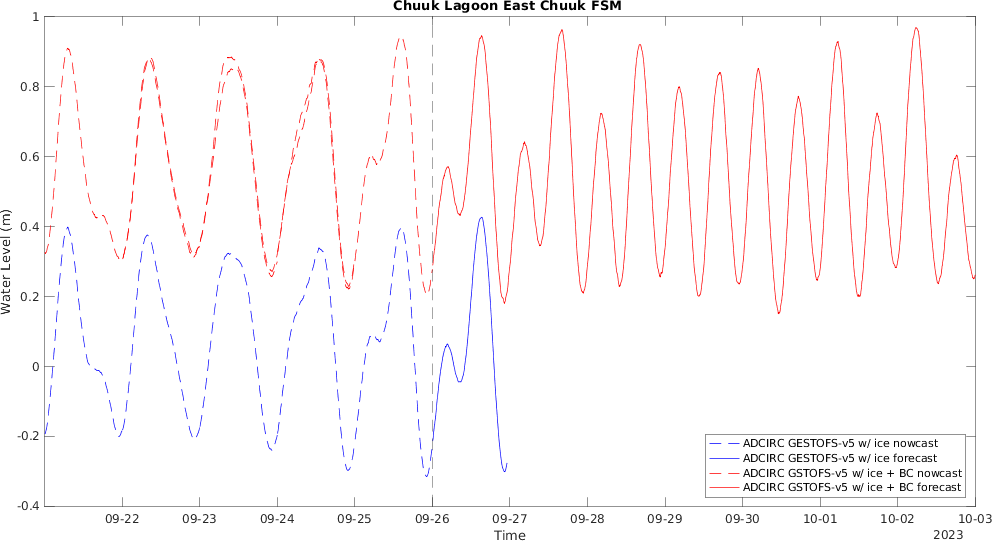 Chuuk Lagoon East Chuuk FSM
1
0.8
0.6
0.4
0.2
0
-0.2
-0.4
Water Level (m)
ADCIRC GESTOFS-v5 w/ ice nowcast
ADCIRC GESTOFS-v5 w/ ice forecast
ADCIRC GSTOFS-v5 w/ ice + BC nowcast
ADCIRC GSTOFS-v5 w/ ice + BC forecast
09-22 09-23 09-24 09-25 09-26 09-27 09-28 09-29 09-30 10-01 10-02 10-03
Time
2023